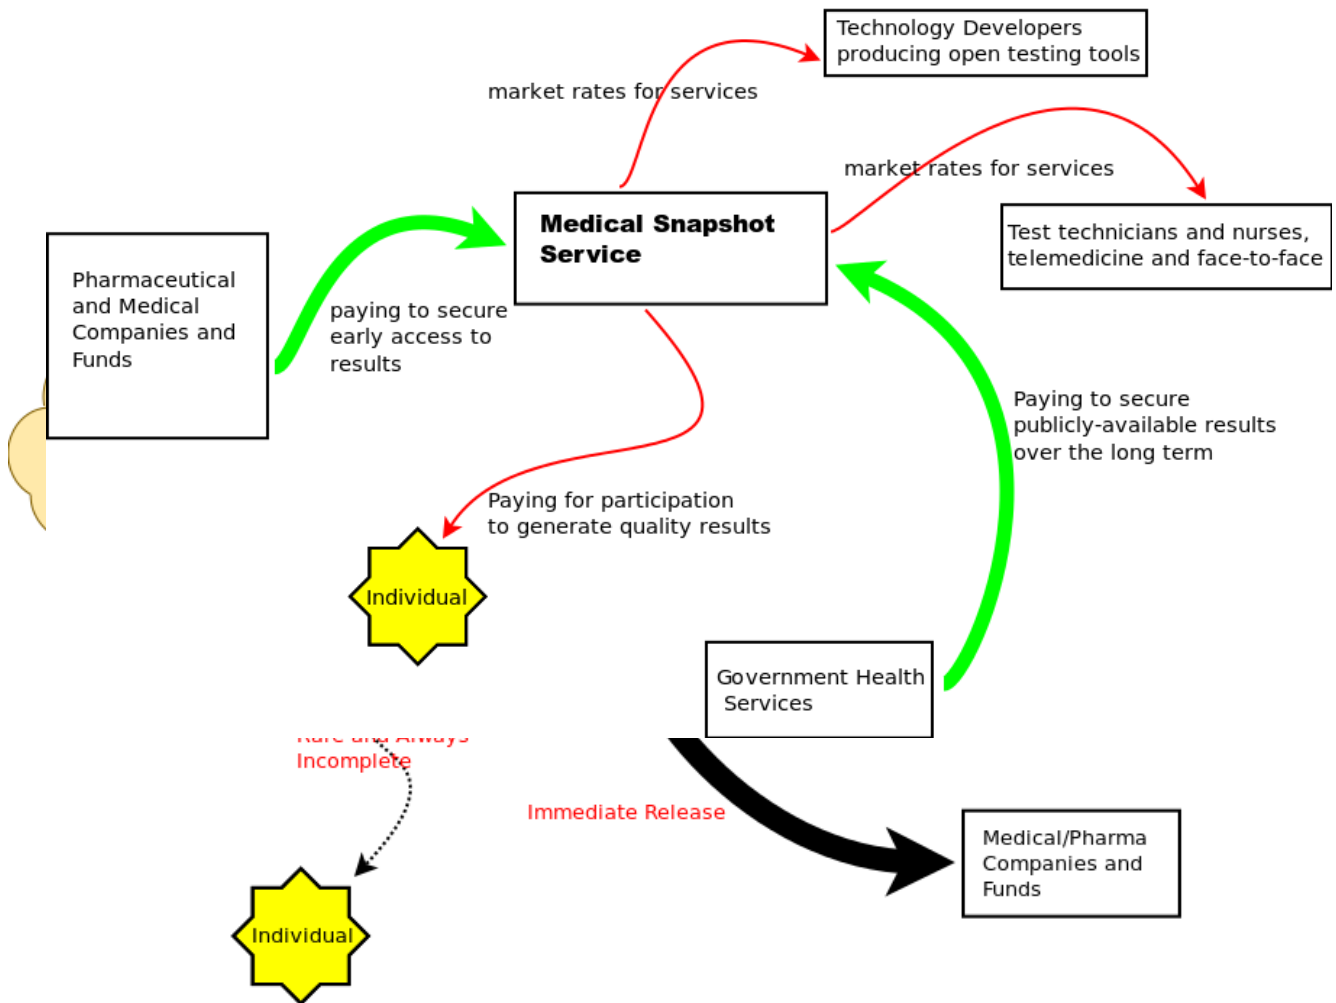 Technology Developers
producing open testing tools
market rates for services
market rates for services
Medical Snapshot
Service
Test technicians and nurses,
telemedicine and face-to-face
Pharmaceutical
and Medical
Companies and
Funds
paying to secure
early access to
results
Paying to secure
publicly-available results
over the long term
Paying for participation
to generate quality results
Individual
Government Health
Services
Rare and Always
Incomplete
Immediate Release
Medical/Pharma
Companies and
Funds
Individual